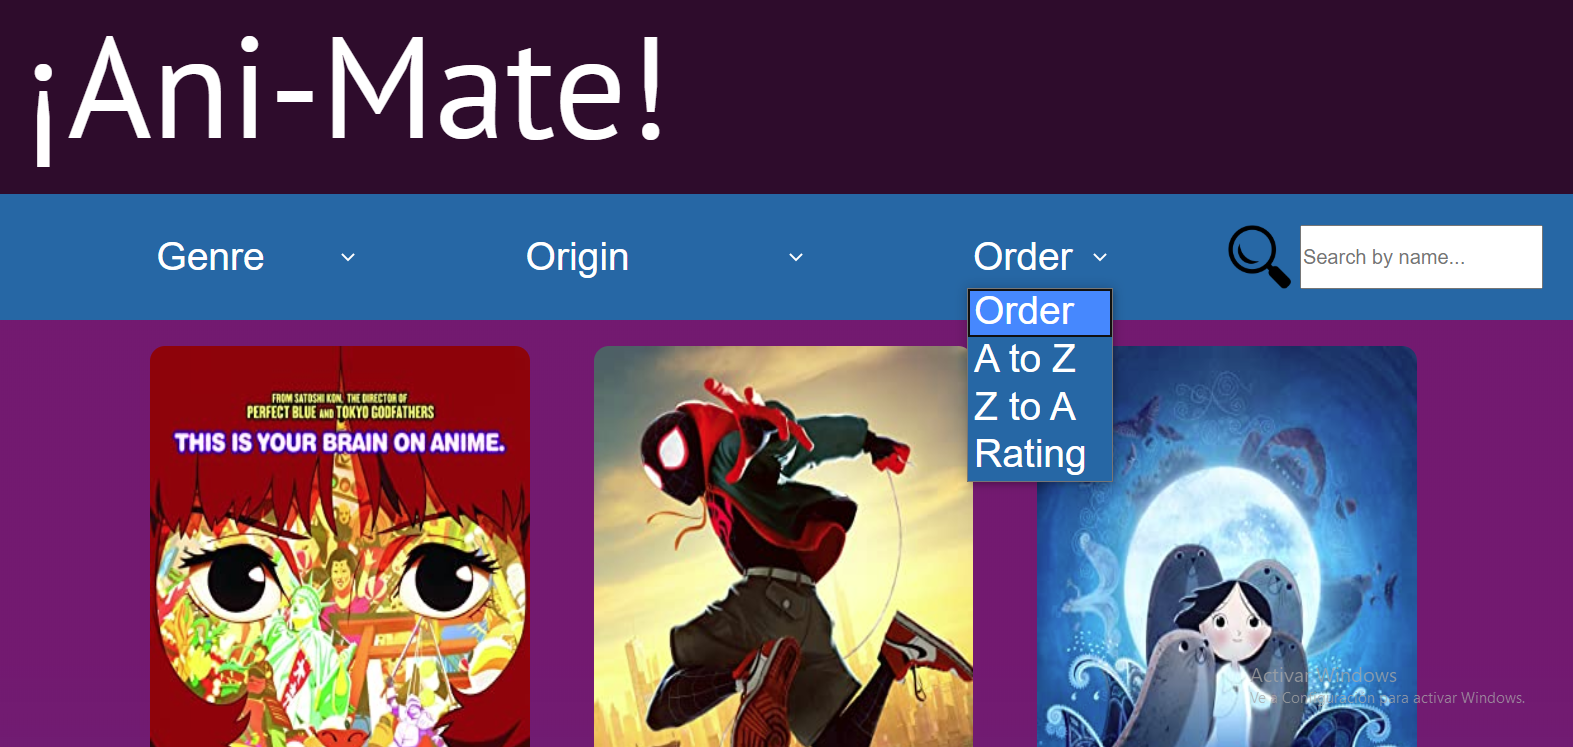 ¡Ani-Mate!
Genre
Origin
Order
Search by name...
Order
A to Z
Z to A
Rating
FROM SATOSHI KON, THE DIRECTOR OF
PERFECT BLUE AND TOKYO GODFATHERS
THIS IS YOUR BRAIN ON ANIME.
Activar Windows
Ve a Configuración para activar Windows.